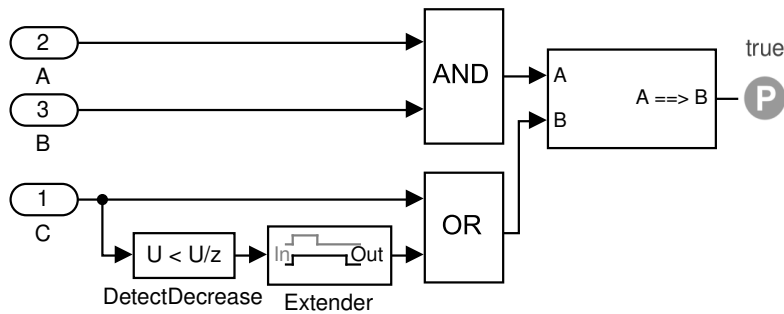 2
A
3
B
1
C
AND
OR
U < U/z
DetectDecrease
In
Out
Extender
A
B
A ==> B
true
P